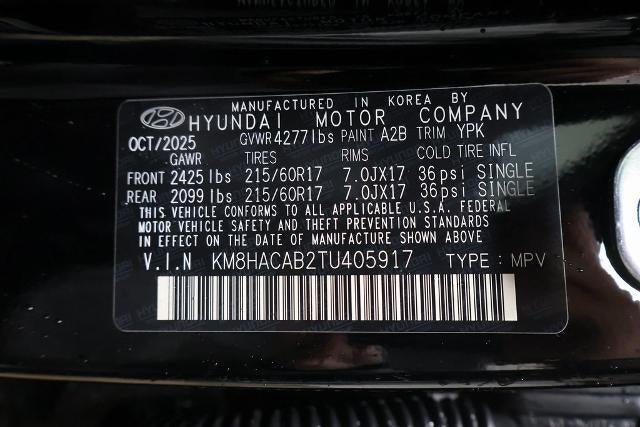 MANUFACTURED IN KOREA BY
HYUNDAI MOTOR COMPANY
OCT/2025 GVWR 4277lbs PAINT A2B TRIM YPK
GAWR TIRES RIMS COLD TIRE INFL
FRONT 2425 lbs 215/60R17 7.0JX17 36psi SINGLE
REAR 2099 lbs 215/60R17 7.0JX17 36psi SINGLE
THIS VEHICLE CONFORMS TO ALL APPLICABLE U.S.A. FEDERAL
MOTOR VEHICLE SAFETY AND THEFT PREVENTION STANDARDS
IN EFFECT ON THE DATE OF MANUFACTURE SHOWN ABOVE
V.I.N KM8HACAB2TU405917 TYPE : MPV